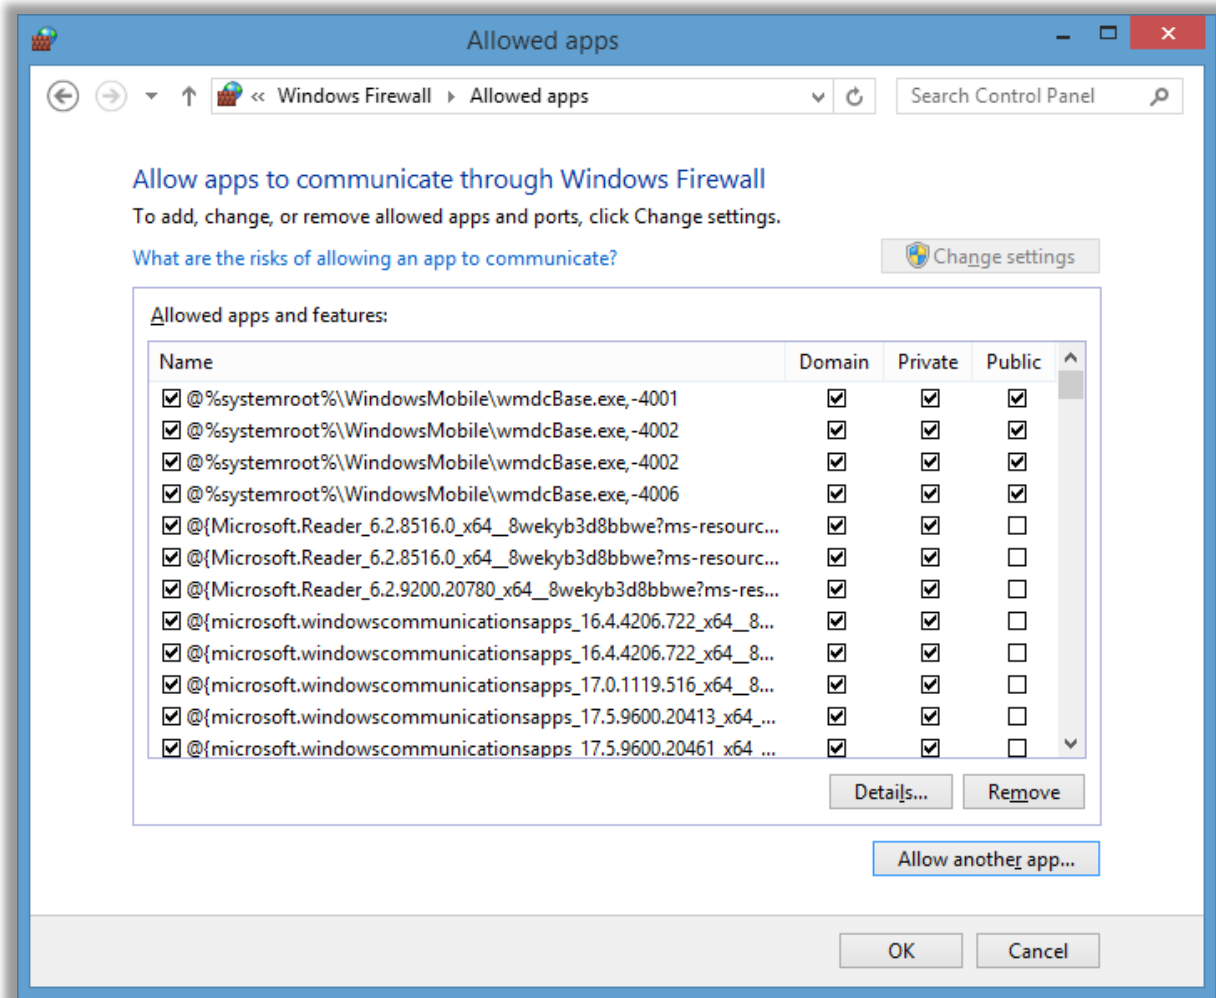 Allowed apps
« Windows Firewall Allowed apps
Search Control Panel
Allow apps to communicate through Windows Firewall
To add, change, or remove allowed apps and ports, click Change settings.
What are the risks of allowing an app to communicate?
Change settings
Allowed apps and features:
Name Domain Private Public
@%systemroot%\WindowsMobile\wmdcBase.exe,-4001
@%systemroot%\WindowsMobile\wmdcBase.exe,-4002
@%systemroot%\WindowsMobile\wmdcBase.exe,-4002
@%systemroot%\WindowsMobile\wmdcBase.exe,-4006
@{Microsoft.Reader_6.2.8516.0_x64__8wekyb3d8bbwe?ms-resourc...
@{Microsoft.Reader_6.2.8516.0_x64__8wekyb3d8bbwe?ms-resourc...
@{Microsoft.Reader_6.2.9200.20780_x64__8wekyb3d8bbwe?ms-res...
@{microsoft.windowscommunicationsapps_16.4.4206.722_x64__8...
@{microsoft.windowscommunicationsapps_16.4.4206.722_x64__8...
@{microsoft.windowscommunicationsapps_17.0.1119.516_x64__8...
@{microsoft.windowscommunicationsapps_17.5.9600.20413_x64_...
@{microsoft.windowscommunicationsapps_17.5.9600.20461_x64_...
Details... Remove
Allow another app...
OK Cancel